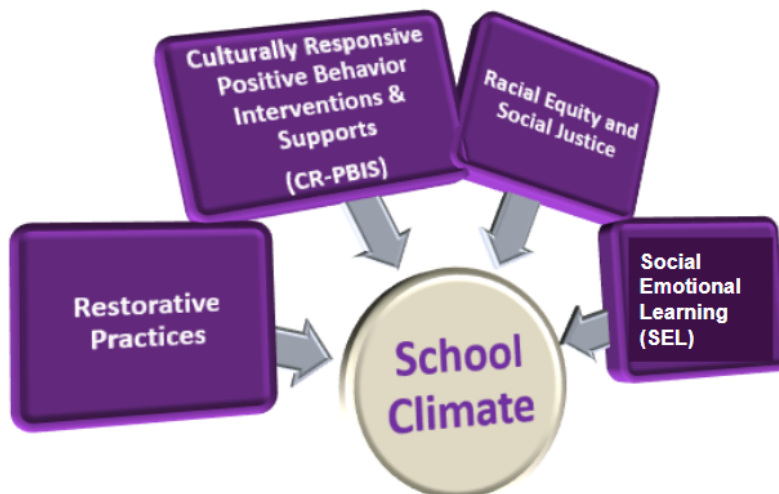 Culturally Responsive
Positive Behavior
Interventions &
Supports
(CR-PBIS)
Racial Equity and
Social Justice
Restorative
Practices
Social
Emotional
Learning
(SEL)
School
Climate